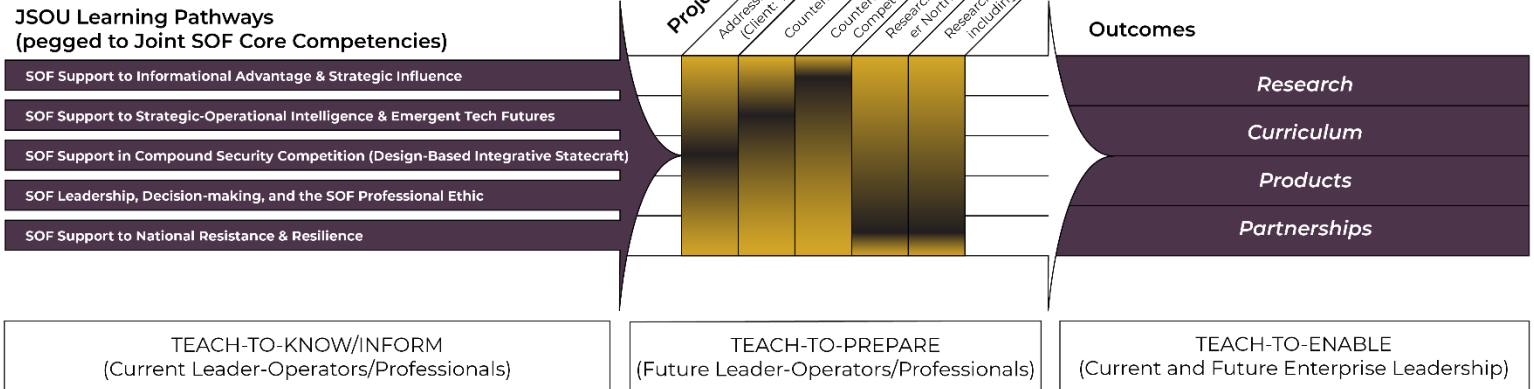 JSOU Learning Pathways
(pegged to Joint SOF Core Competencies)
SOF Support to Informational Advantage & Strategic Influence
SOF Support to Strategic-Operational Intelligence & Emergent Tech Futures
SOF Support in Compound Security Competition (Design-Based Integrative Statecraft)
SOF Leadership, Decision-making, and the SOF Professional Ethic
SOF Support to National Resistance & Resilience
Address
(Client:
including
Outcomes
Research
Curriculum
Products
Partnerships
TEACH-TO-KNOW/INFORM
(Current Leader-Operators/Professionals)
TEACH-TO-PREPARE
(Future Leader-Operators/Professionals)
TEACH-TO-ENABLE
(Current and Future Enterprise Leadership)